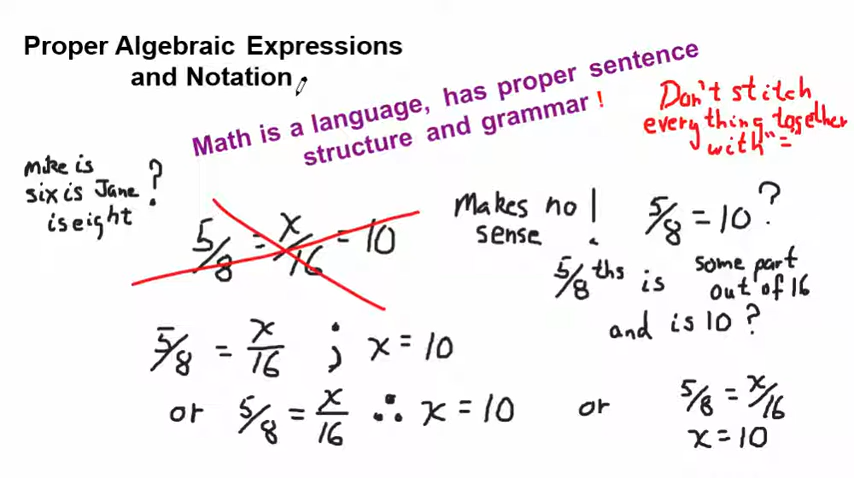 Proper Algebraic Expressions
and Notation
Math is a language, has proper sentence
structure and grammar !
Don't stitch
everything together
with "="
Mike is
six is Jane
is eight ?
5/8 = x/16 = 10
Makes no
sense !
5/8 = 10 ?
5/8 ths is some part
out of 16
and is 10 ?
5/8 = x/16 ; x = 10
or 5/8 = x/16 ∴ x = 10
or
5/8 = x/16
x = 10